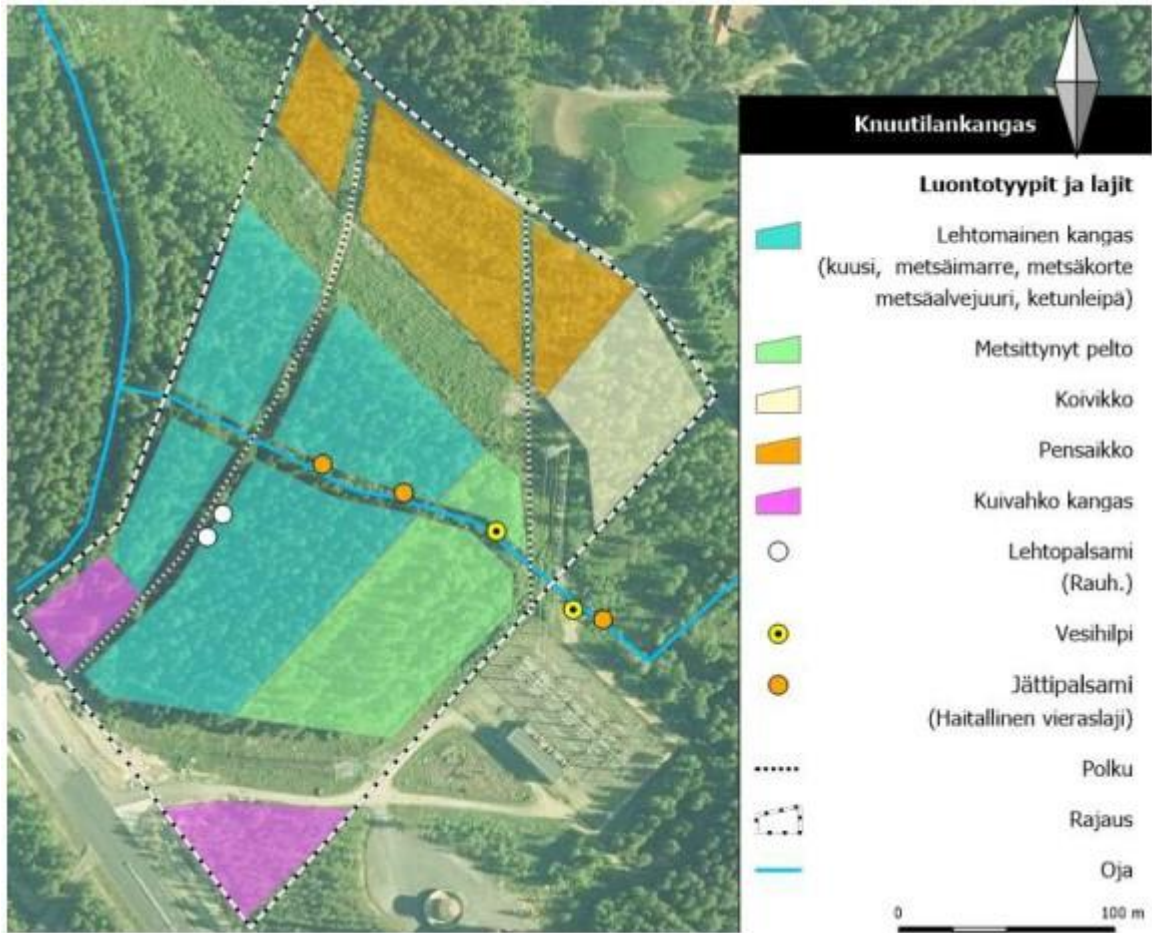 Knuutilankangas
Luontotyypit ja lajit
Lehtomainen kangas
(kuusi, metsäimarre, metsäkorte
metsäalvejuuri, ketunleipä)
Metsittynyt pelto
Koivikko
Pensaikko
Kuivahko kangas
Lehtopalsami
(Rauh.)
Vesihilpi
Jättipalsami
(Haitallinen vieraslaji)
Polku
Rajaus
Oja
0 100 m